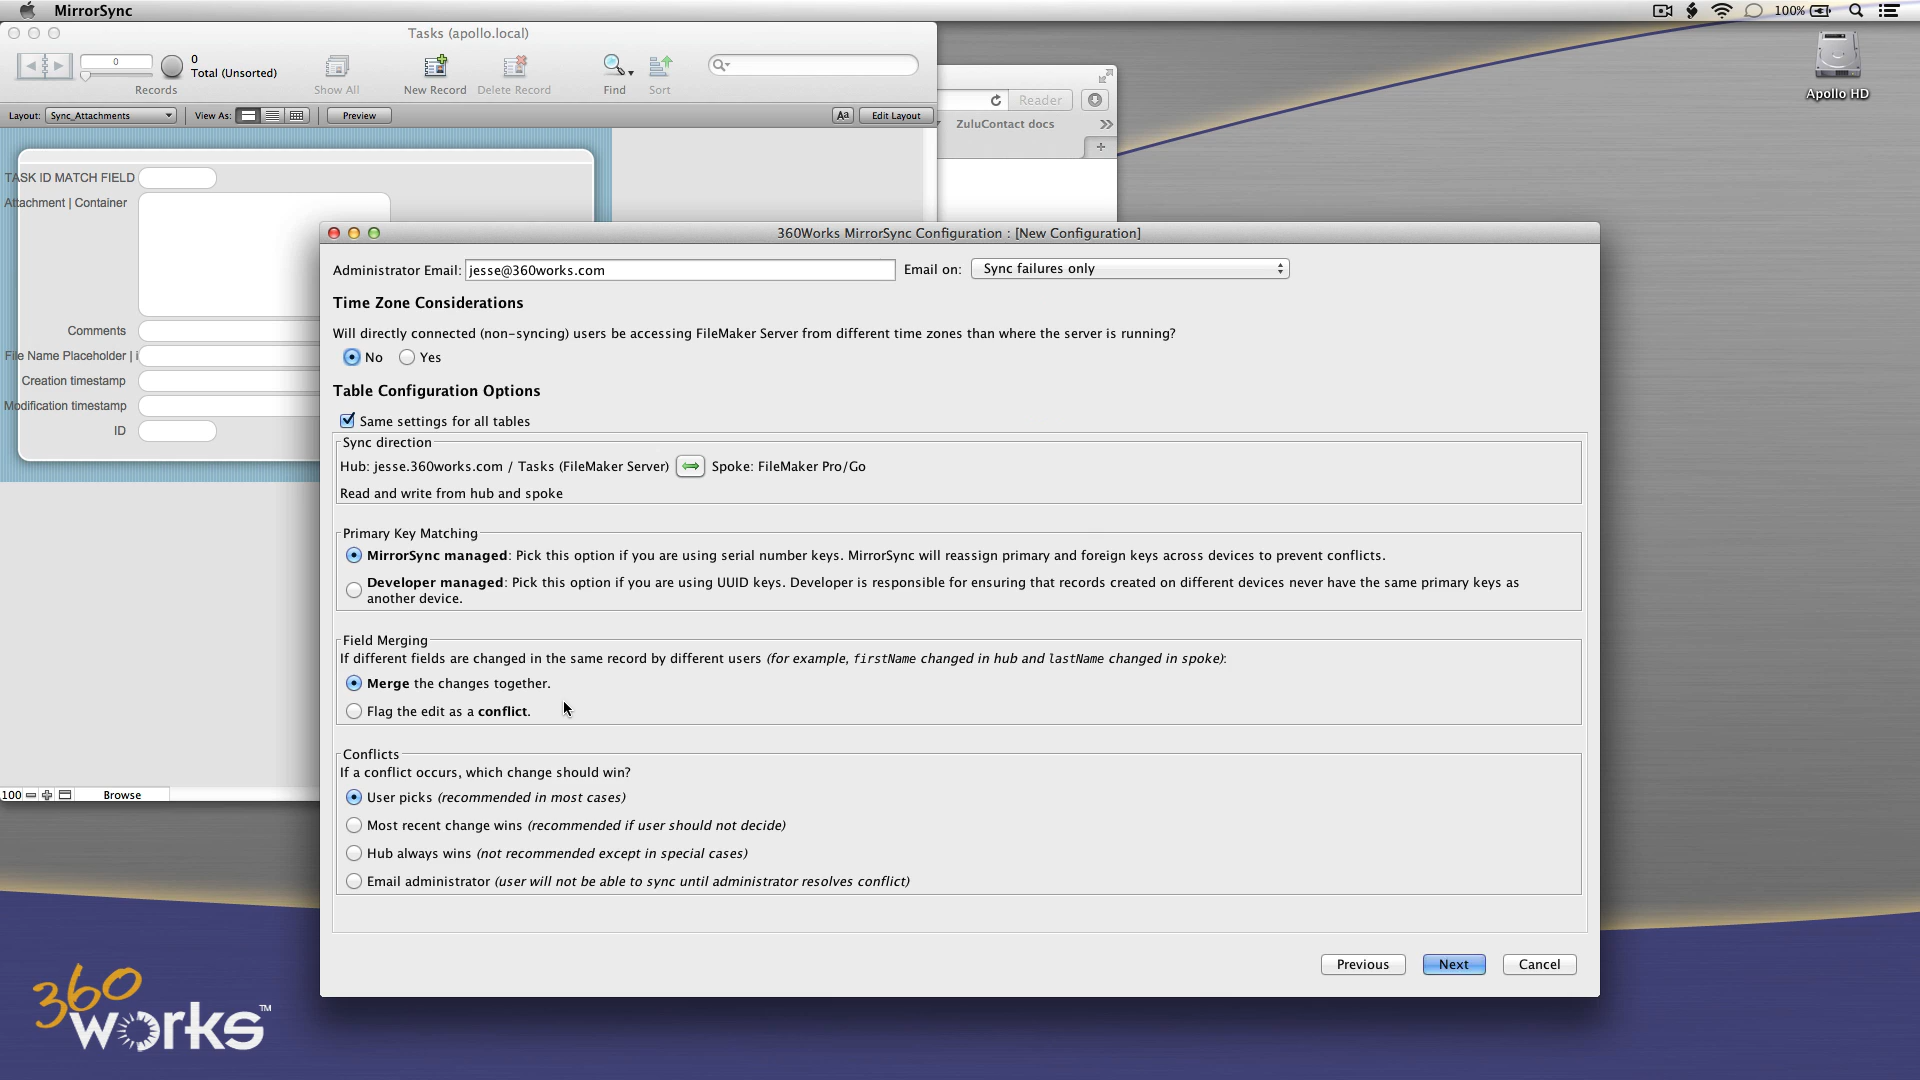 MirrorSync
100%
Tasks (apollo.local)
0
0
Total (Unsorted)
Records
Show All
New Record
Delete Record
Find
Sort
Layout:
Sync_Attachments
View As:
Preview
Aa
Edit Layout
Reader
ZuluContact docs
Apollo HD
TASK ID MATCH FIELD
Attachment | Container
Comments
File Name Placeholder | i
Creation timestamp
Modification timestamp
ID
100
Browse
360Works MirrorSync Configuration : [New Configuration]
Administrator Email: jesse@360works.com Email on: Sync failures only
Time Zone Considerations
Will directly connected (non-syncing) users be accessing FileMaker Server from different time zones than where the server is running?
No Yes
Table Configuration Options
Same settings for all tables
Sync direction
Hub: jesse.360works.com / Tasks (FileMaker Server) Spoke: FileMaker Pro/Go
Read and write from hub and spoke
Primary Key Matching
MirrorSync managed: Pick this option if you are using serial number keys. MirrorSync will reassign primary and foreign keys across devices to prevent conflicts.
Developer managed: Pick this option if you are using UUID keys. Developer is responsible for ensuring that records created on different devices never have the same primary keys as
another device.
Field Merging
If different fields are changed in the same record by different users (for example, firstName changed in hub and lastName changed in spoke):
Merge the changes together.
Flag the edit as a conflict.
Conflicts
If a conflict occurs, which change should win?
User picks (recommended in most cases)
Most recent change wins (recommended if user should not decide)
Hub always wins (not recommended except in special cases)
Email administrator (user will not be able to sync until administrator resolves conflict)
Previous Next Cancel
360
works™